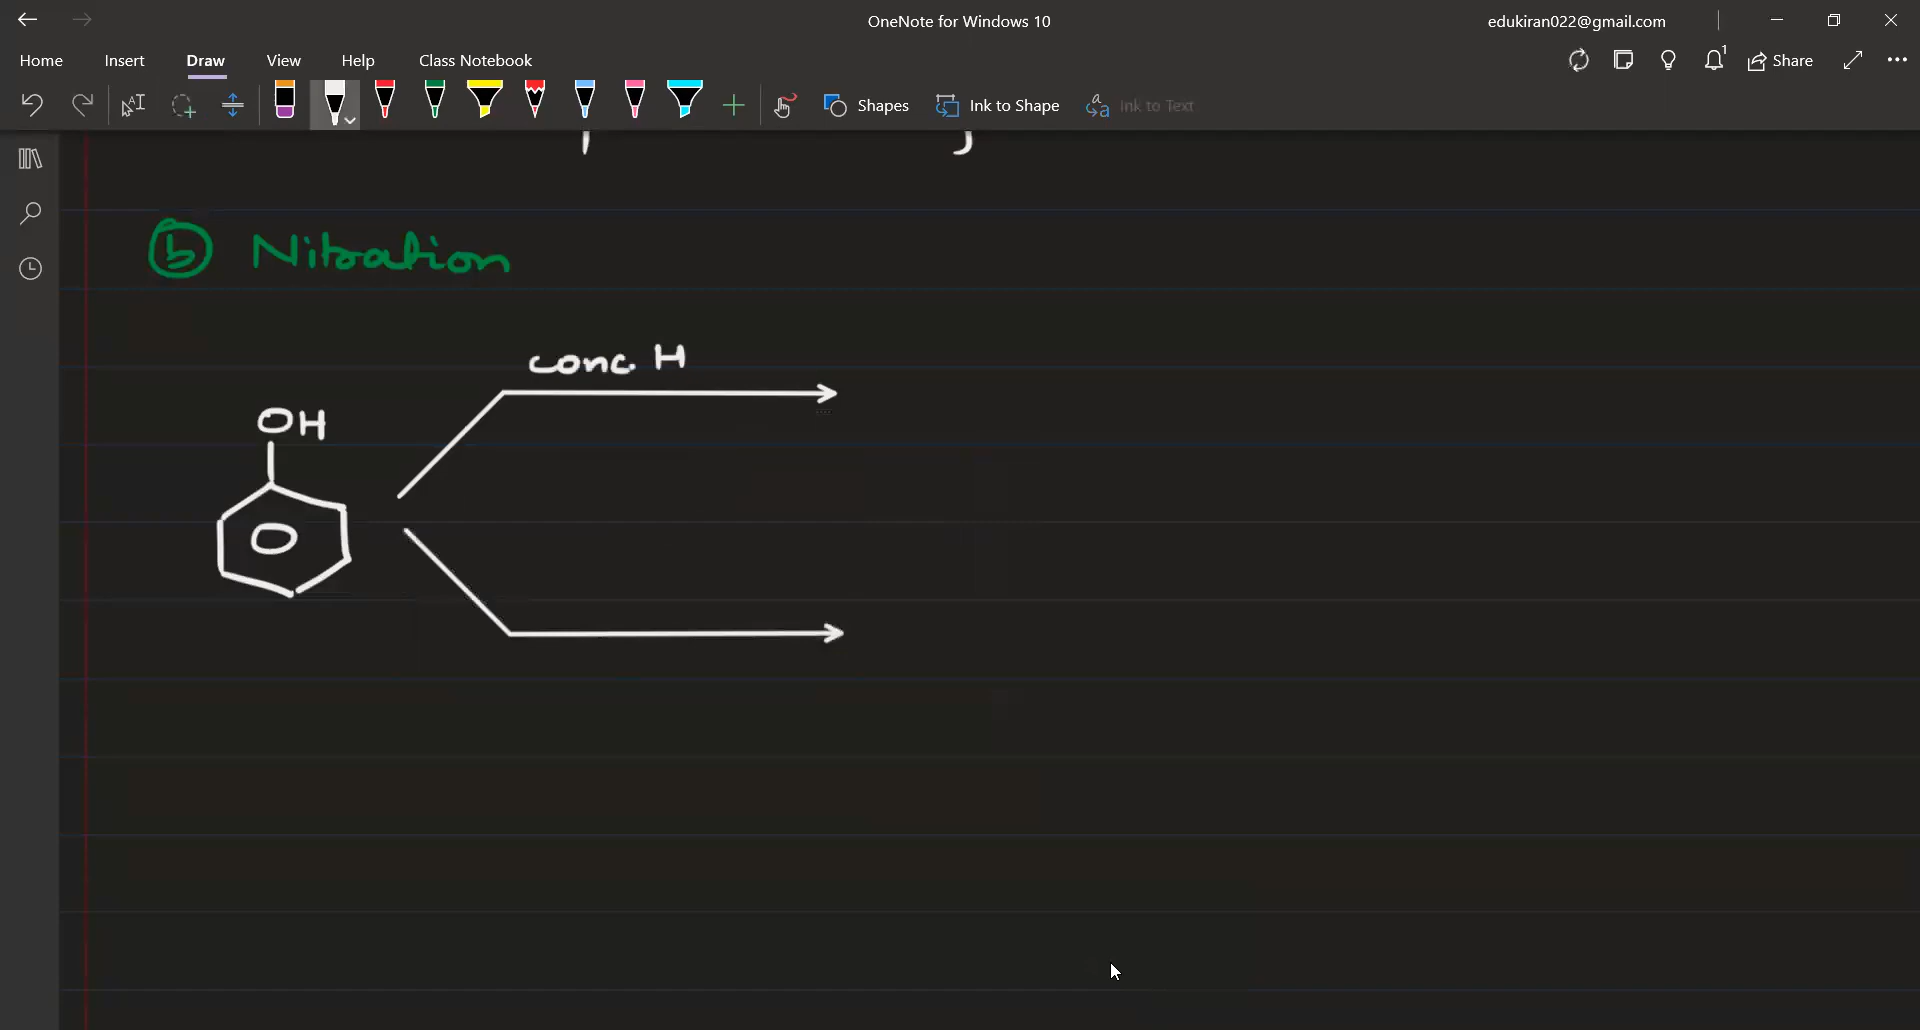 OneNote for Windows 10
edukiran022@gmail.com
Home Insert Draw View Help Class Notebook
1
Share
Shapes
Ink to Shape
Ink to Text
b Nitration
conc. H
OH